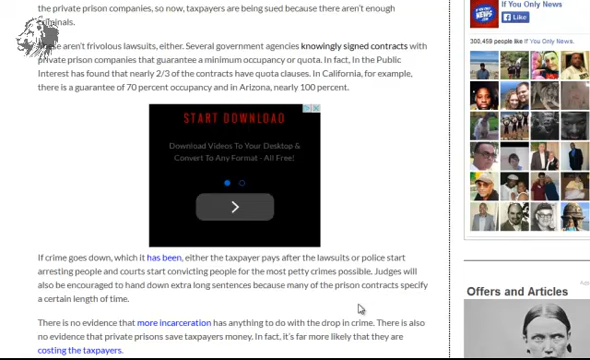 the private prison companies, so now, taxpayers are being sued because there aren't enough
criminals.
These aren't frivolous lawsuits, either. Several government agencies knowingly signed contracts with
private prison companies that guarantee a minimum occupancy or quota. In fact, In the Public
Interest has found that nearly 2/3 of the contracts have quota clauses. In California, for example,
there is a guarantee of 70 percent occupancy and in Arizona, nearly 100 percent.
START DOWNLOAD
Download Videos To Your Desktop &
Convert To Any Format - All Free!
If crime goes down, which it has been, either the taxpayer pays after the lawsuits or police start
arresting people and courts start convicting people for the most petty crimes possible. Judges will
also be encouraged to hand down extra long sentences because many of the prison contracts specify
a certain length of time.
There is no evidence that more incarceration has anything to do with the drop in crime. There is also
no evidence that private prisons save taxpayers money. In fact, it's far more likely that they are
costing the taxpayers.
If You Only News
Like
300,459 people like If You Only News.
Offers and Articles